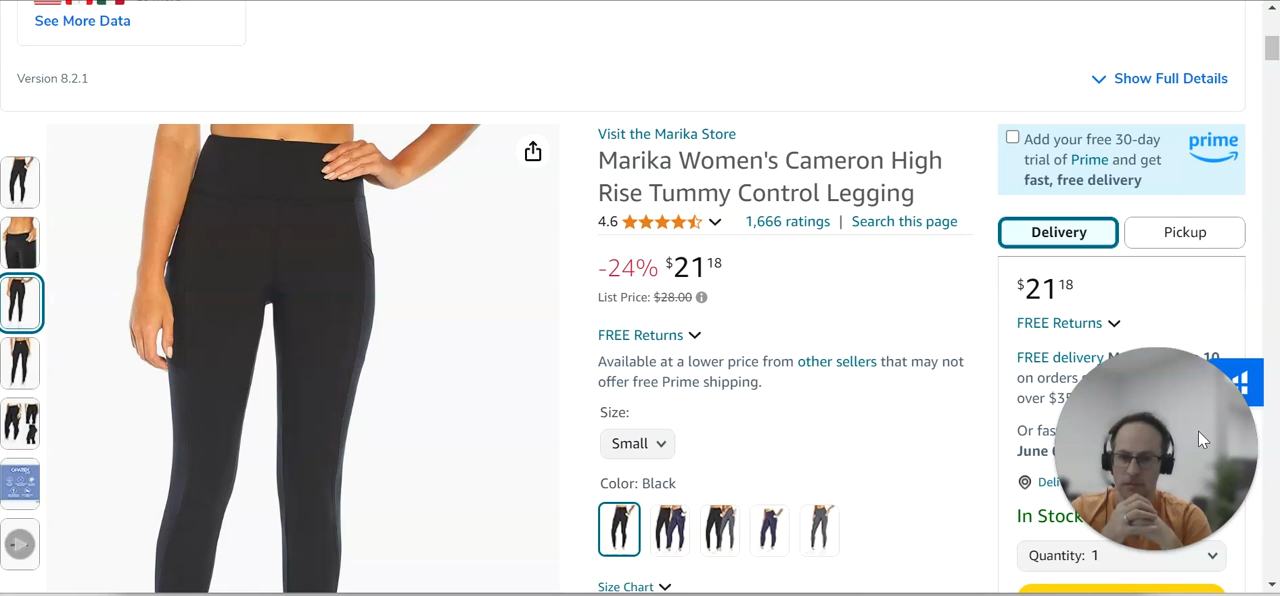 See More Data
Version 8.2.1
Show Full Details
Visit the Marika Store
Marika Women's Cameron High
Rise Tummy Control Legging
4.6
1,666 ratings | Search this page
-24% $21 18
List Price: $28.00
FREE Returns
Available at a lower price from other sellers that may not
offer free Prime shipping.
Size:
Small
Color: Black
Size Chart
Add your free 30-day
trial of Prime and get
fast, free delivery
prime
Delivery
Pickup
$21 18
FREE Returns
FREE delivery
on orders
over
Or
June
In Stock
Quantity: 1